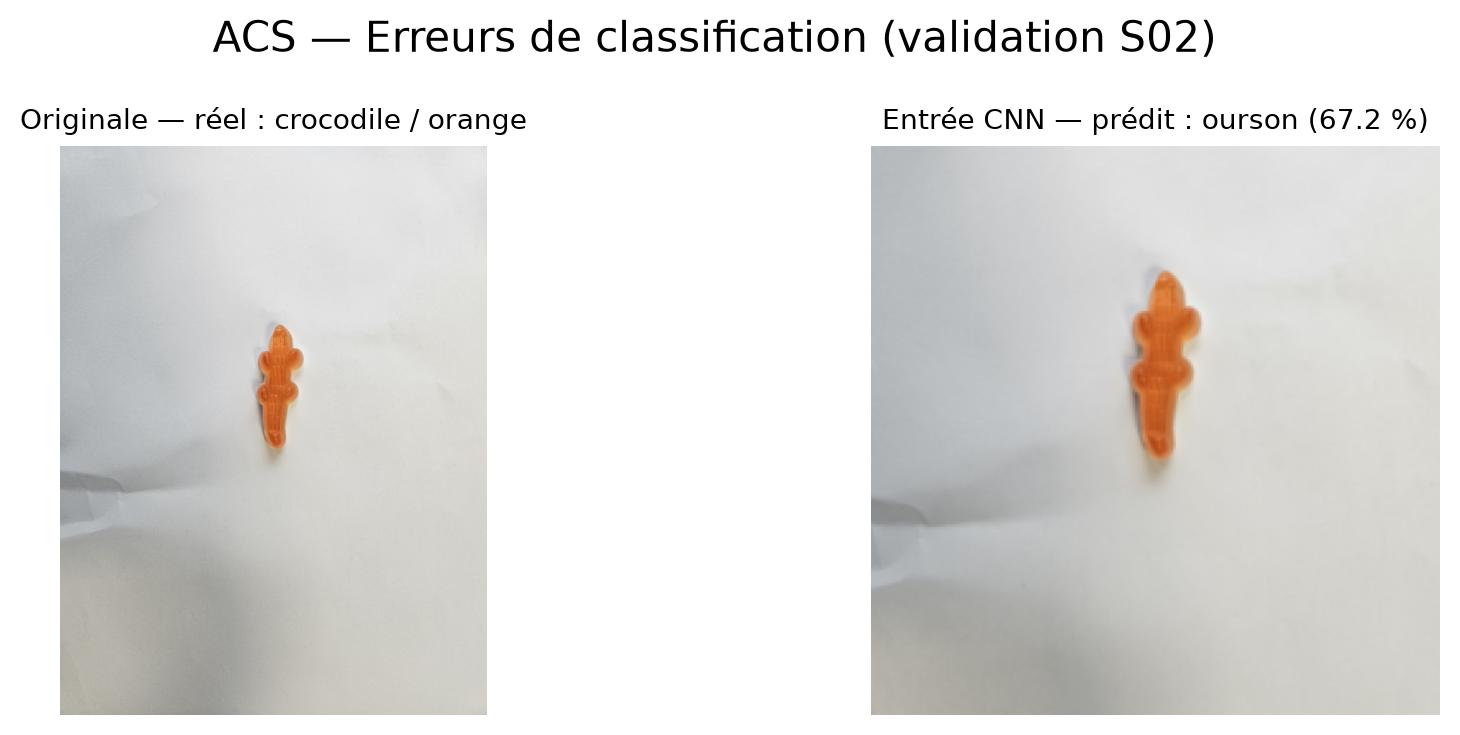 ACS — Erreurs de classification (validation S02)
Originale — réel : crocodile / orange
Entrée CNN — prédit : ourson (67.2 %)